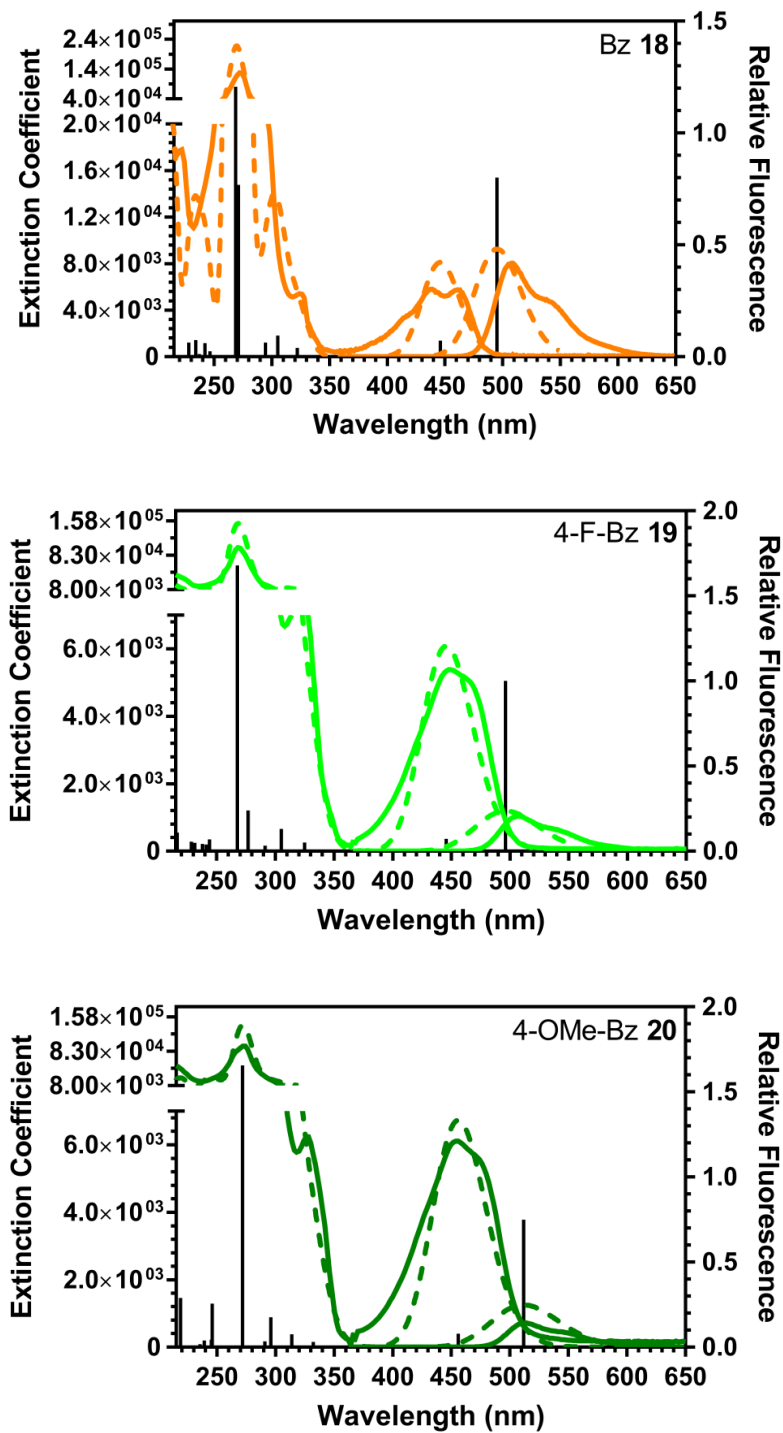 Bz 18
Extinction Coefficient
2.4×10⁰⁵
1.4×10⁰⁵
4.0×10⁰⁴
2.0×10⁰⁴
1.6×10⁰⁴
1.2×10⁰⁴
8.0×10⁰³
4.0×10⁰³
0
1.5
1.0
0.5
0.0
Relative Fluorescence
250 300 350 400 450 500 550 600 650
Wavelength (nm)
4-F-Bz 19
Extinction Coefficient
1.58×10⁰⁵
8.30×10⁰⁴
8.00×10⁰³
6.0×10⁰³
4.0×10⁰³
2.0×10⁰³
0
2.0
1.5
1.0
0.5
0.0
Relative Fluorescence
250 300 350 400 450 500 550 600 650
Wavelength (nm)
4-OMe-Bz 20
Extinction Coefficient
1.58×10⁰⁵
8.30×10⁰⁴
8.00×10⁰³
6.0×10⁰³
4.0×10⁰³
2.0×10⁰³
0
2.0
1.5
1.0
0.5
0.0
Relative Fluorescence
250 300 350 400 450 500 550 600 650
Wavelength (nm)